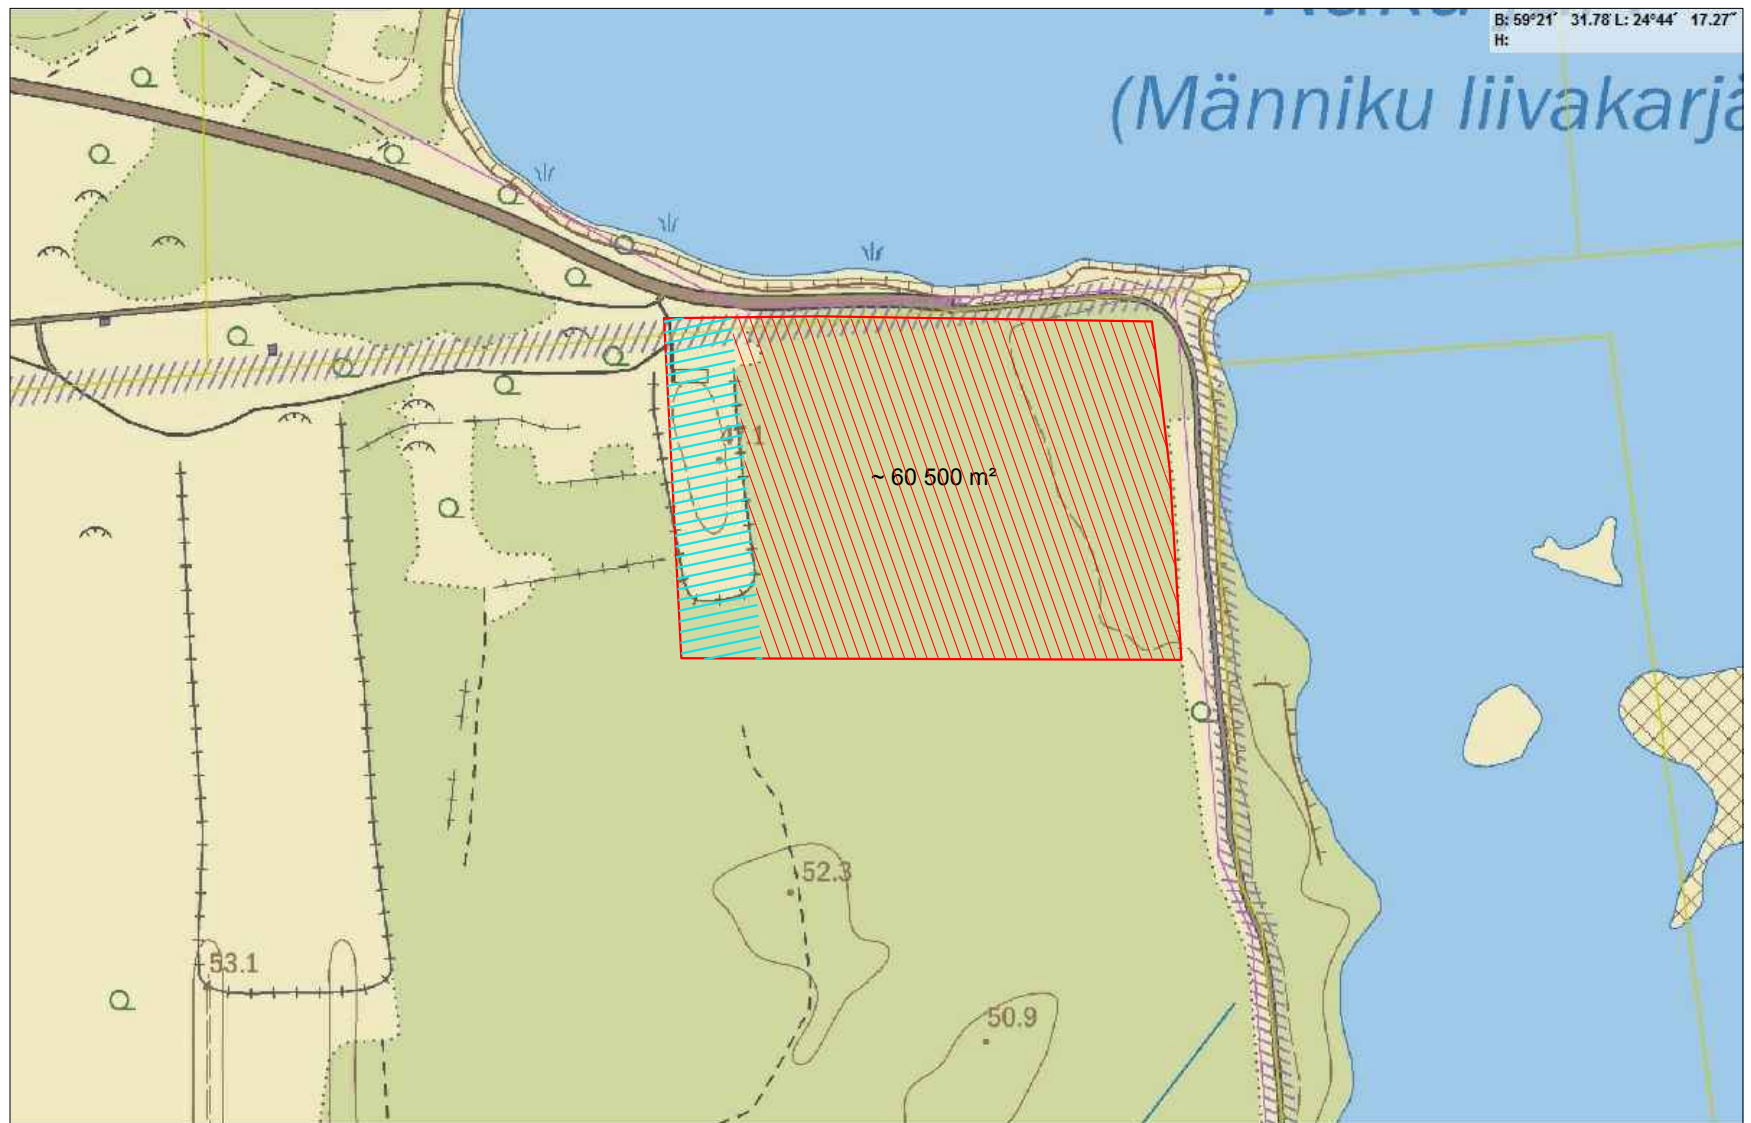 B: 59°21´ 31.78 L: 24°44´ 17.27˝
H:
(Männiku liivakarjä
47.1
~ 60 500 m²
52.3
53.1
50.9